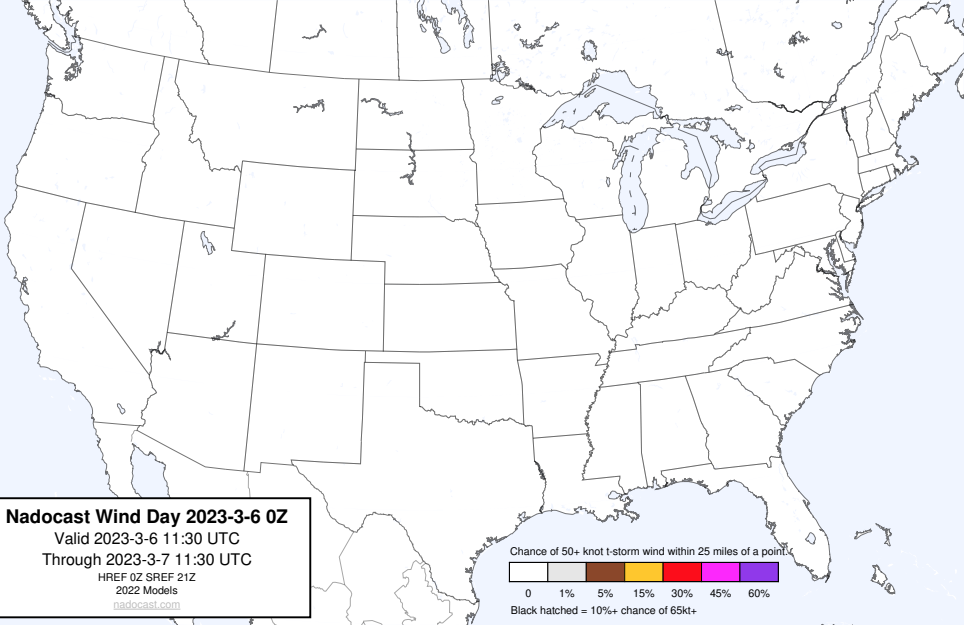 Nadocast Wind Day 2023-3-6 0Z
Valid 2023-3-6 11:30 UTC
Through 2023-3-7 11:30 UTC
HREF 0Z SREF 21Z
2022 Models
nadocast.com
Chance of 50+ knot t-storm wind within 25 miles of a point.
0 1% 5% 15% 30% 45% 60%
Black hatched = 10%+ chance of 65kt+